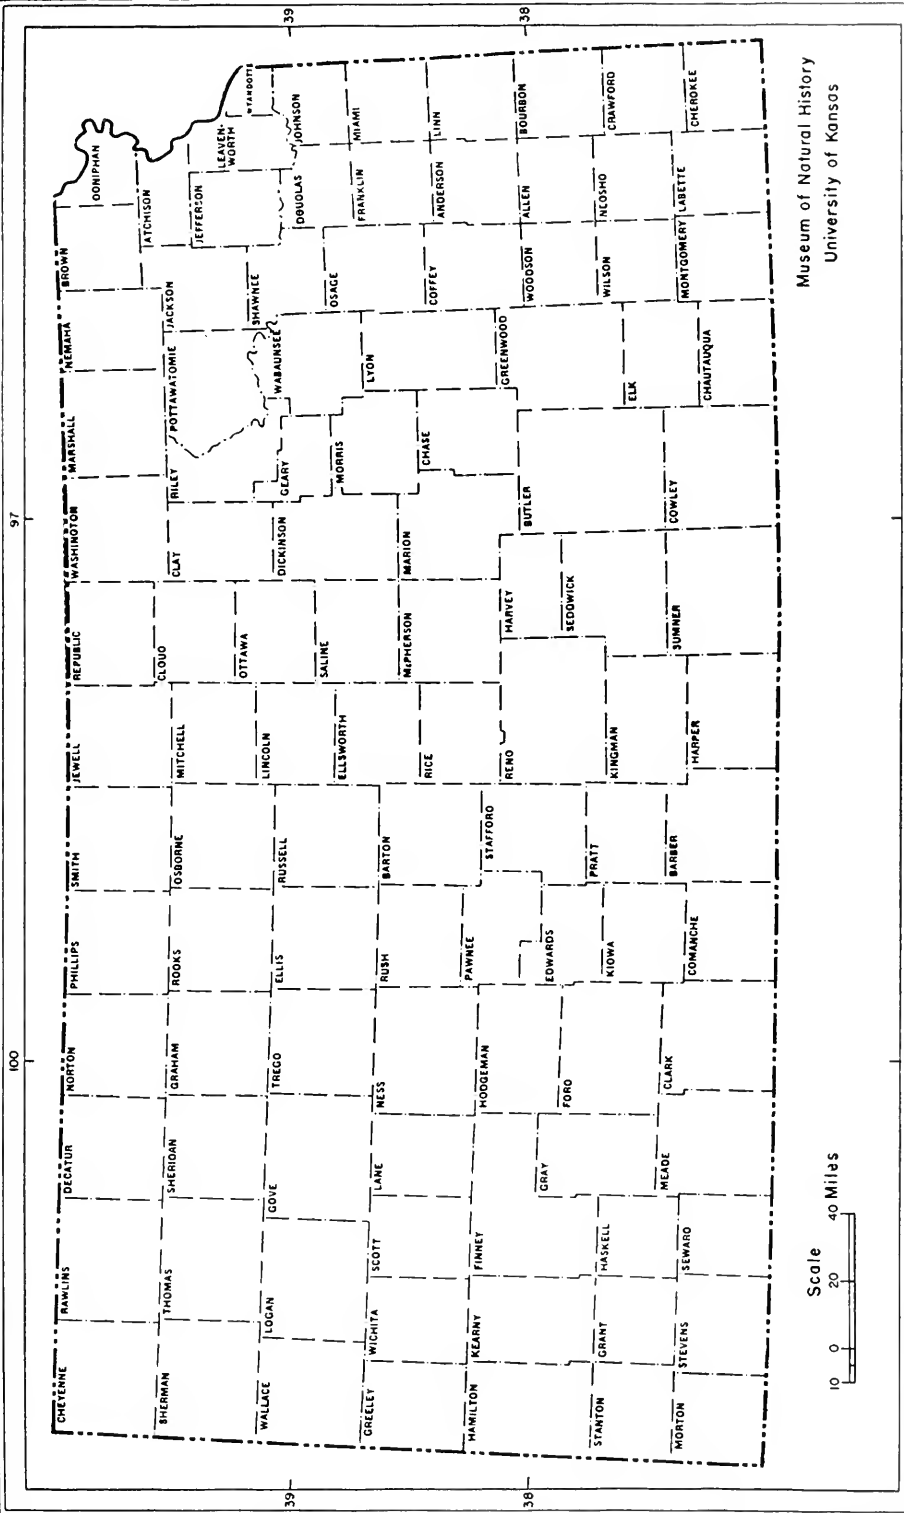 100
97
CHEYENNE
RAWLINS
DECATUR
NORTON
PHILLIPS
SMITH
JEWELL
REPUBLIC
WASHINGTON
MARSHALL
NEMAHA
BROWN
DONIPHAN
SHERMAN
THOMAS
SHERIDAN
GRAHAM
ROOKS
OSBORNE
MITCHELL
CLOUD
CLAY
RILEY
POTTAWATOMIE
JACKSON
ATCHISON
JEFFERSON
LEAVEN-
WORTH
WYANDOTTE
WALLACE
LOGAN
GOVE
TREGO
ELLIS
RUSSELL
LINCOLN
OTTAWA
SALINE
DICKINSON
GEARY
WABAUNSEE
SHAWNEE
DOUGLAS
JOHNSON
39
39
GREELEY
WICHITA
SCOTT
LANE
NESS
RUSH
BARTON
ELLSWORTH
RICE
McPHERSON
MARION
MORRIS
CHASE
LYON
OSAGE
FRANKLIN
MIAMI
HAMILTON
KEARNY
FINNEY
HODGEMAN
PAWNEE
STAFFORD
RENO
HARVEY
BUTLER
GREENWOOD
COFFEY
ANDERSON
LINN
38
38
GRAY
FORD
EDWARDS
PRATT
SEDGWICK
WOODSON
ALLEN
BOURBON
STANTON
GRANT
HASKELL
KIOWA
KINGMAN
ELK
WILSON
NEOSHO
CRAWFORD
MORTON
STEVENS
SEWARD
MEADE
CLARK
COMANCHE
BARBER
HARPER
SUMNER
COWLEY
CHAUTAUQUA
MONTGOMERY
LABETTE
CHEROKEE
Scale
10 0 20 40 Miles
Museum of Natural History
University of Kansas